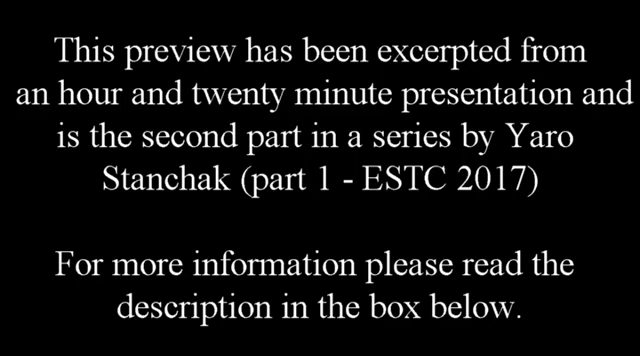 This preview has been excerpted from
an hour and twenty minute presentation and
is the second part in a series by Yaro
Stanchak (part 1 - ESTC 2017)
For more information please read the
description in the box below.